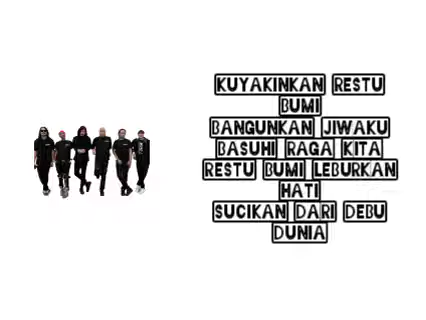 KUYAKINKAN RESTU
BUMI
BANGUNKAN JIWAKU
BASUHI RAGA KITA
RESTU BUMI LEBURKAN
HATI
SUCIKAN DARI DEBU
DUNIA